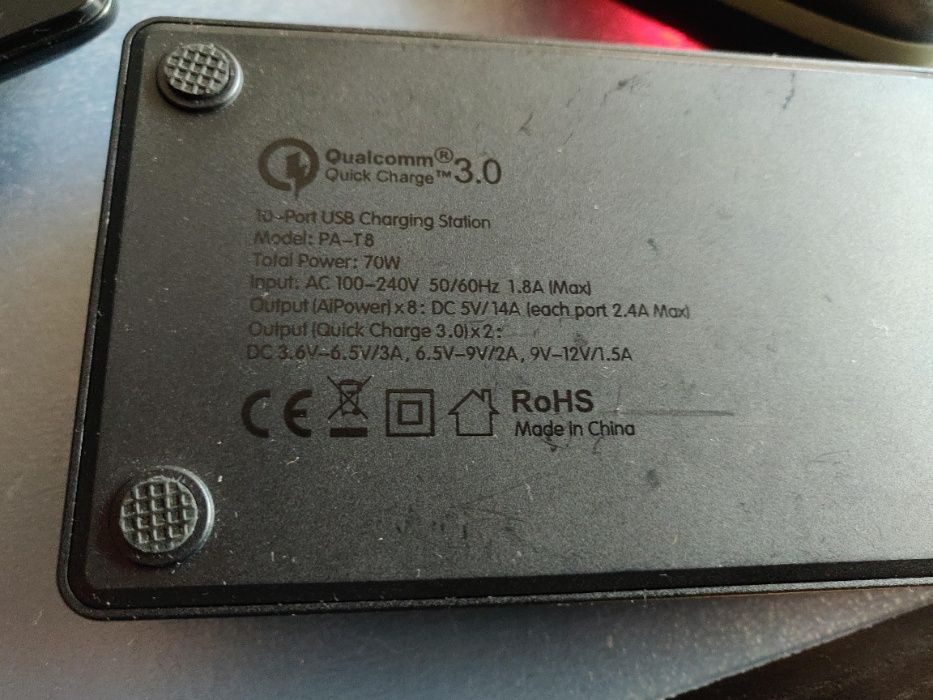 Qualcomm®
Quick Charge™ 3.0
10-Port USB Charging Station
Model: PA-T8
Total Power: 70W
Input: AC 100-240V 50/60Hz 1.8A (Max)
Output (AiPower) x 8: DC 5V/14A (each port 2.4A Max)
Output (Quick Charge 3.0) x 2:
DC 3.6V-6.5V/3A, 6.5V-9V/2A, 9V-12V/1.5A
CE RoHS
Made in China